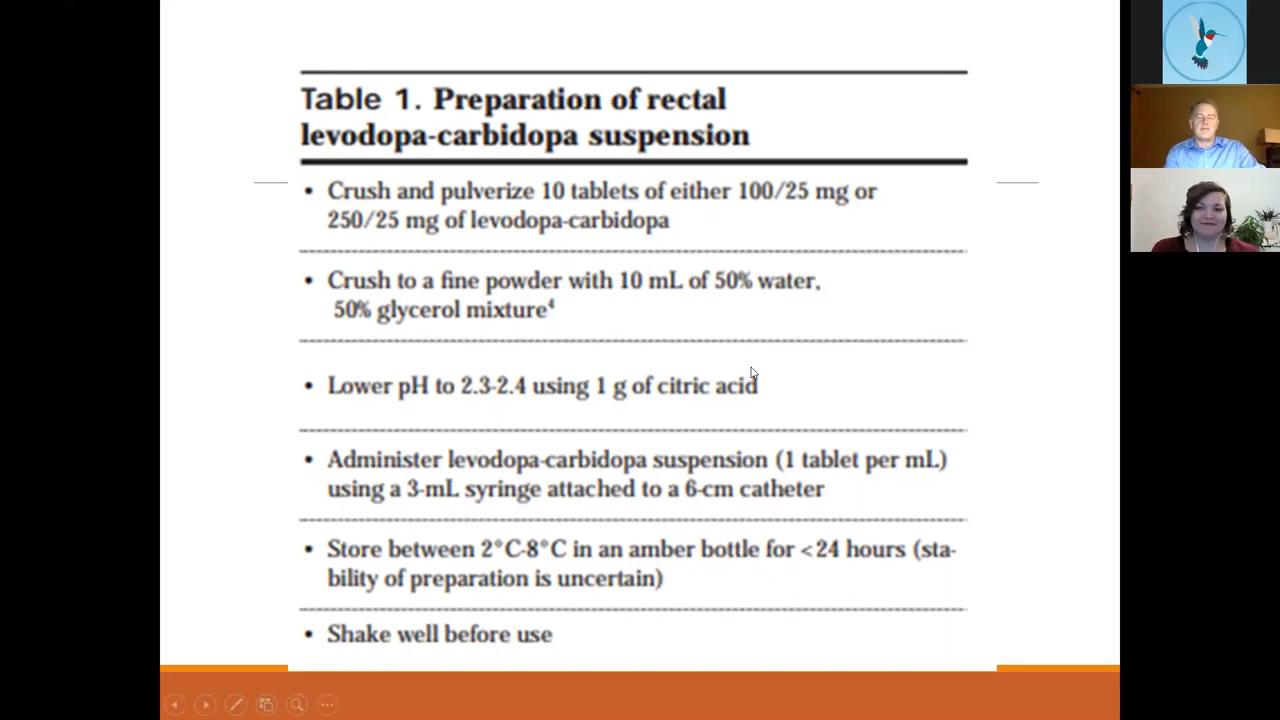 Table 1. Preparation of rectal
levodopa-carbidopa suspension
• Crush and pulverize 10 tablets of either 100/25 mg or
250/25 mg of levodopa-carbidopa
• Crush to a fine powder with 10 mL of 50% water,
50% glycerol mixture⁴
• Lower pH to 2.3-2.4 using 1 g of citric acid
• Administer levodopa-carbidopa suspension (1 tablet per mL)
using a 3-mL syringe attached to a 6-cm catheter
• Store between 2°C-8°C in an amber bottle for <24 hours (sta-
bility of preparation is uncertain)
• Shake well before use